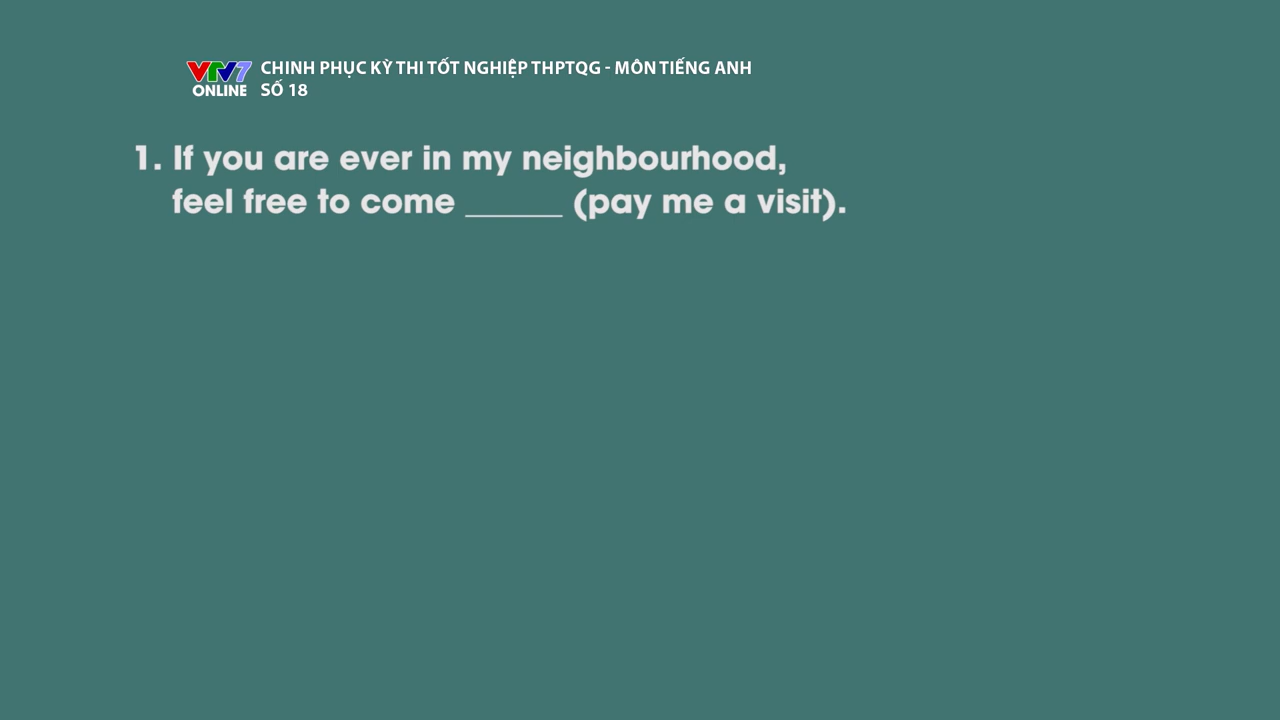 VTV7
ONLINE
CHINH PHỤC KỲ THI TỐT NGHIỆP THPTQG - MÔN TIẾNG ANH
SỐ 18
1. If you are ever in my neighbourhood,
feel free to come ______ (pay me a visit).